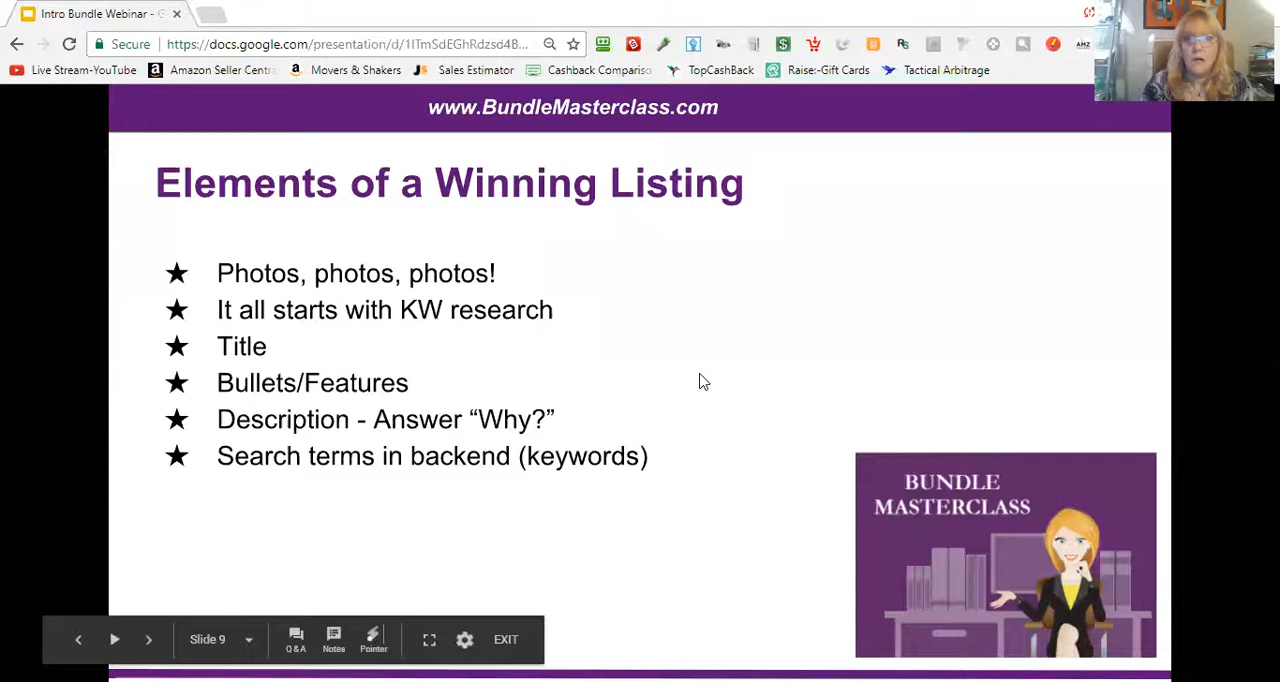 Intro Bundle Webinar - G
Secure
https://docs.google.com/presentation/d/1ITmSdEGhRdzsd4B...
Live Stream-YouTube
Amazon Seller Centr
Movers & Shakers
Sales Estimator
Cashback Compariso
TopCashBack
Raise:-Gift Cards
Tactical Arbitrage
www.BundleMasterclass.com
Elements of a Winning Listing
★ Photos, photos, photos!
★ It all starts with KW research
★ Title
★ Bullets/Features
★ Description - Answer “Why?”
★ Search terms in backend (keywords)
BUNDLE
MASTERCLASS
Slide 9
Q&A
Notes
Pointer
EXIT